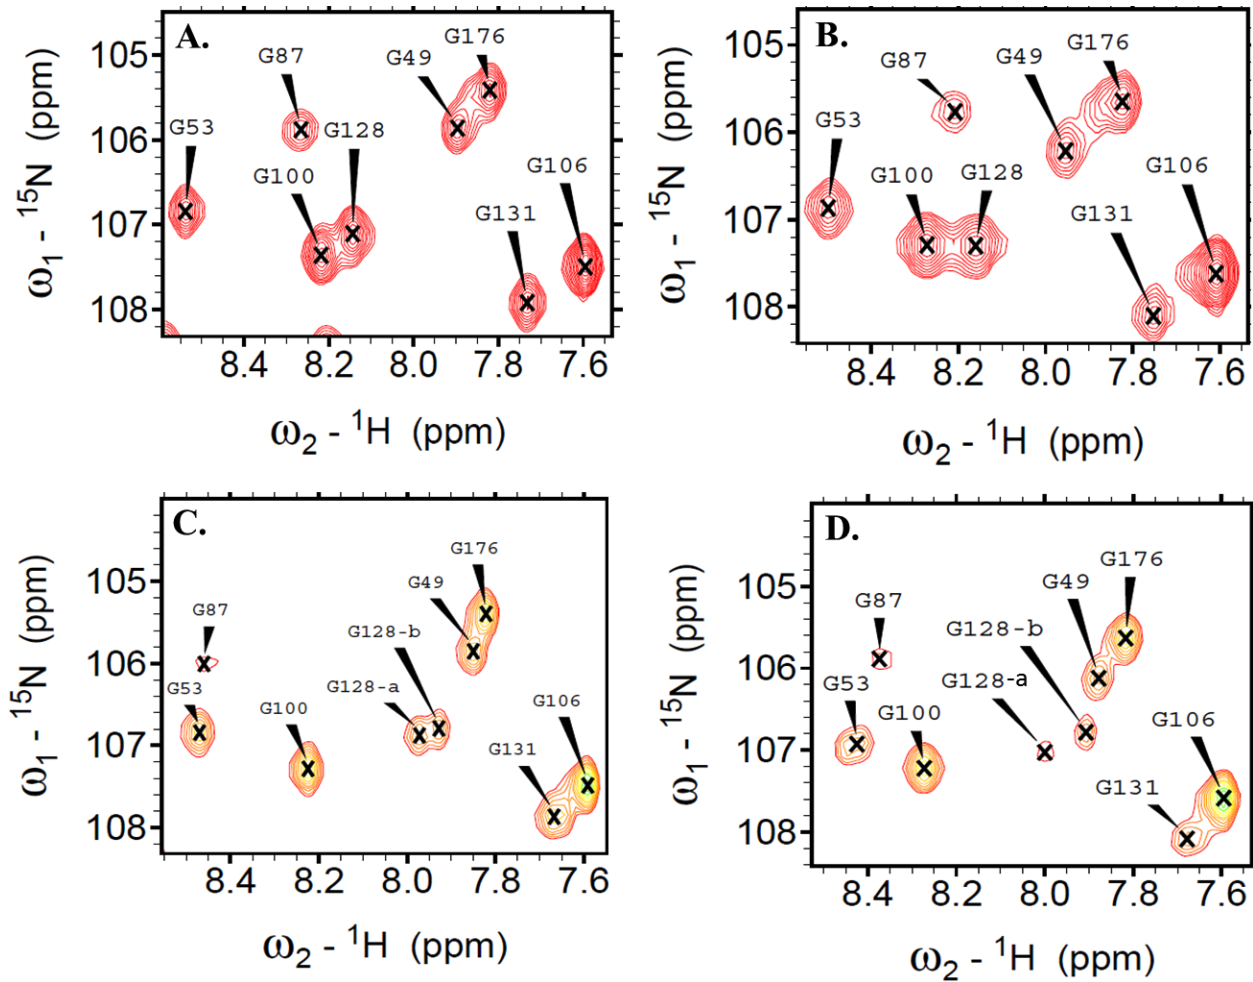 A.
G176
G87
G49
G53
G128
G100
G106
G131
105
106
107
108
8.4 8.2 8.0 7.8 7.6
ω1 - 15N (ppm)
ω2 - 1H (ppm)
B.
G176
G87
G49
G53
G100
G128
G106
G131
105
106
107
108
8.4 8.2 8.0 7.8 7.6
ω1 - 15N (ppm)
ω2 - 1H (ppm)
C.
G176
G49
G87
G128-b
G53
G128-a
G100
G106
G131
105
106
107
108
8.4 8.2 8.0 7.8 7.6
ω1 - 15N (ppm)
ω2 - 1H (ppm)
D.
G176
G49
G87
G128-b
G53
G128-a
G100
G106
G131
105
106
107
108
8.4 8.2 8.0 7.8 7.6
ω1 - 15N (ppm)
ω2 - 1H (ppm)